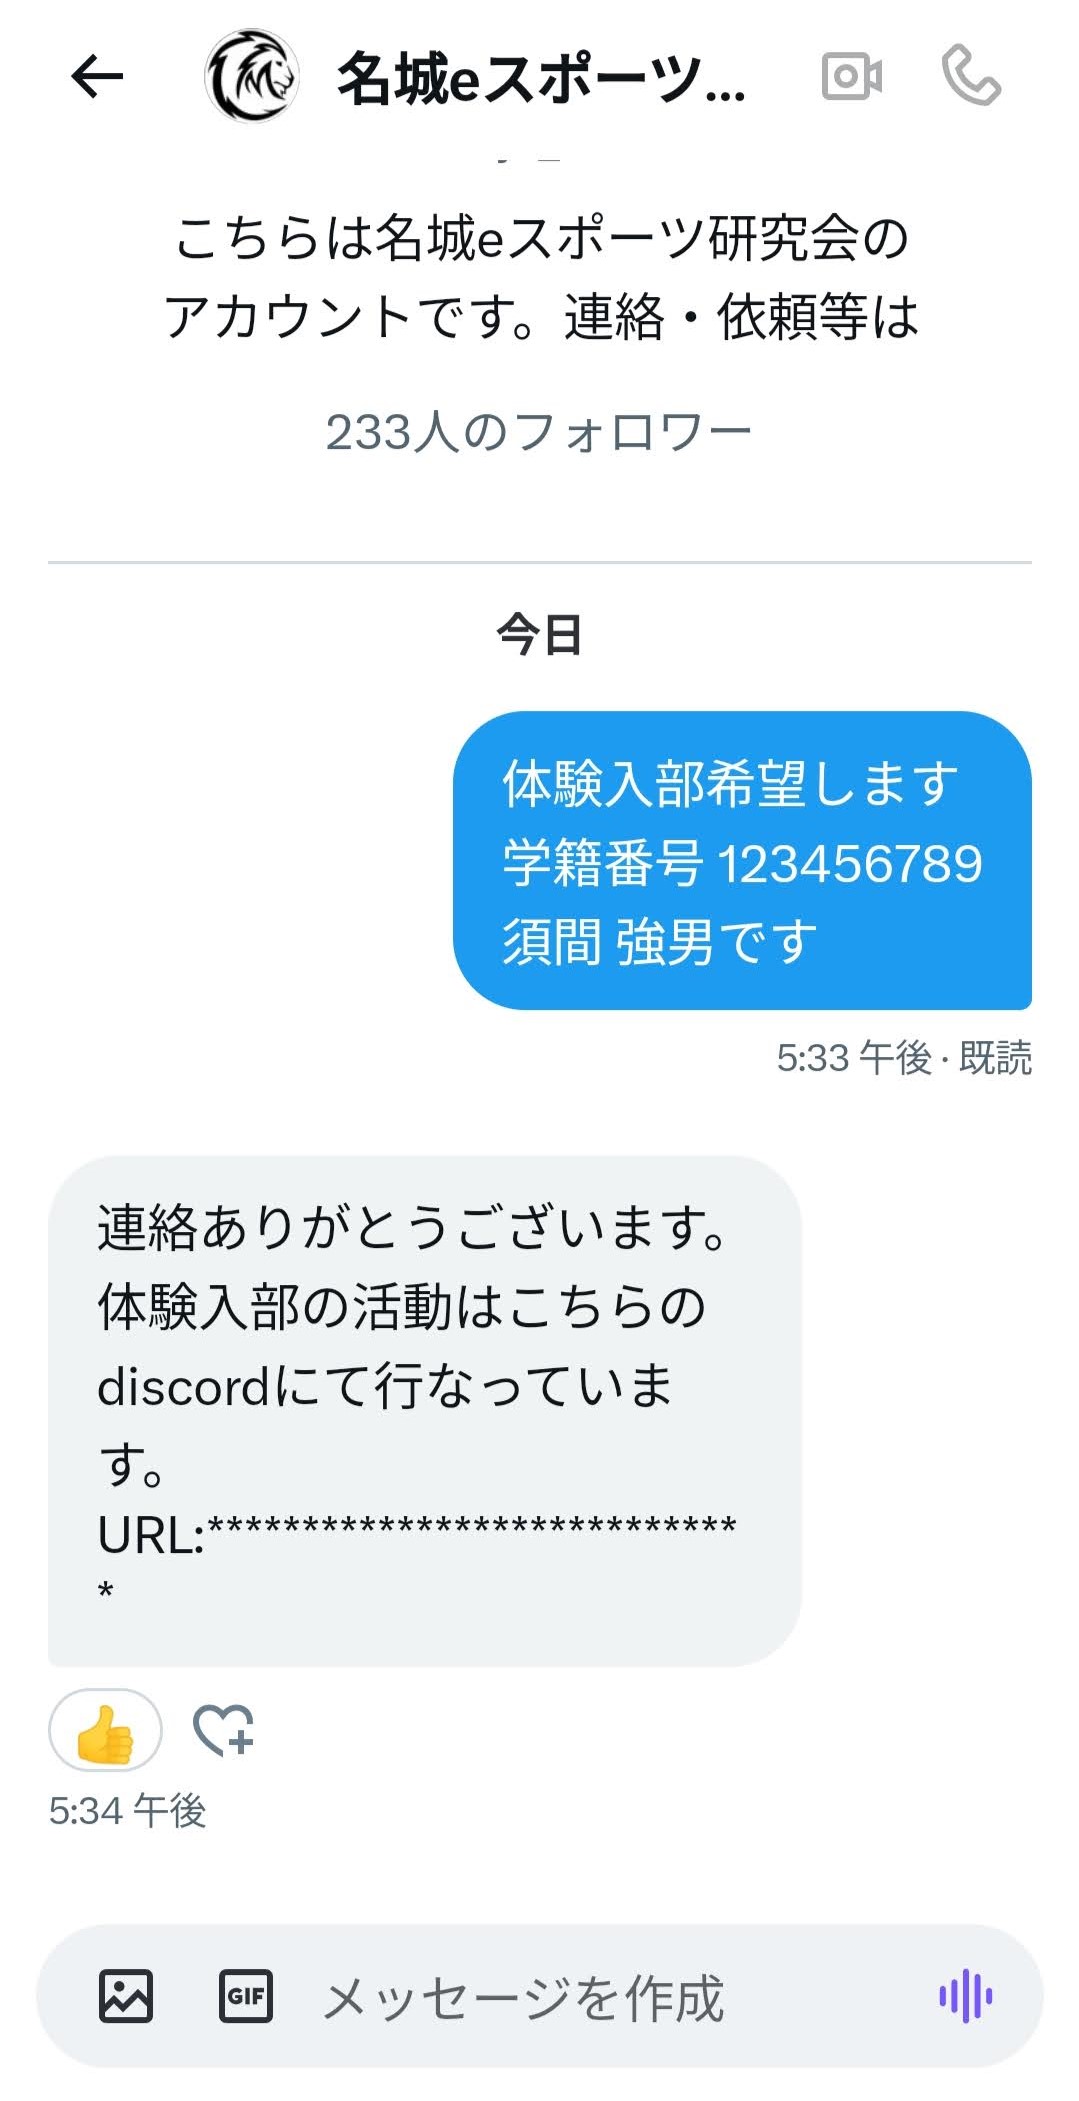 名城eスポーツ...
こちらは名城eスポーツ研究会の
アカウントです。連絡・依頼等は
233人のフォロワー
今日
体験入部希望します
学籍番号 123456789
須間 強男です
5:33 午後 · 既読
連絡ありがとうございます。
体験入部の活動はこちらの
discordにて行なっていま
す。
URL:****************************
*
5:34 午後
GIF
メッセージを作成